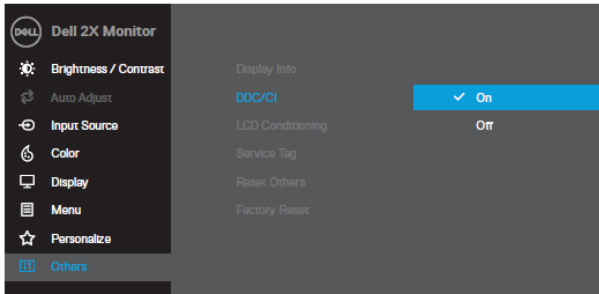 DELL
Dell 2X Monitor
Brightness / Contrast
Auto Adjust
Input Source
Color
Display
Menu
Personalize
Others
Display Info
DDC/CI
LCD Conditioning
Service Tag
Reset Others
Factory Reset
On
Off